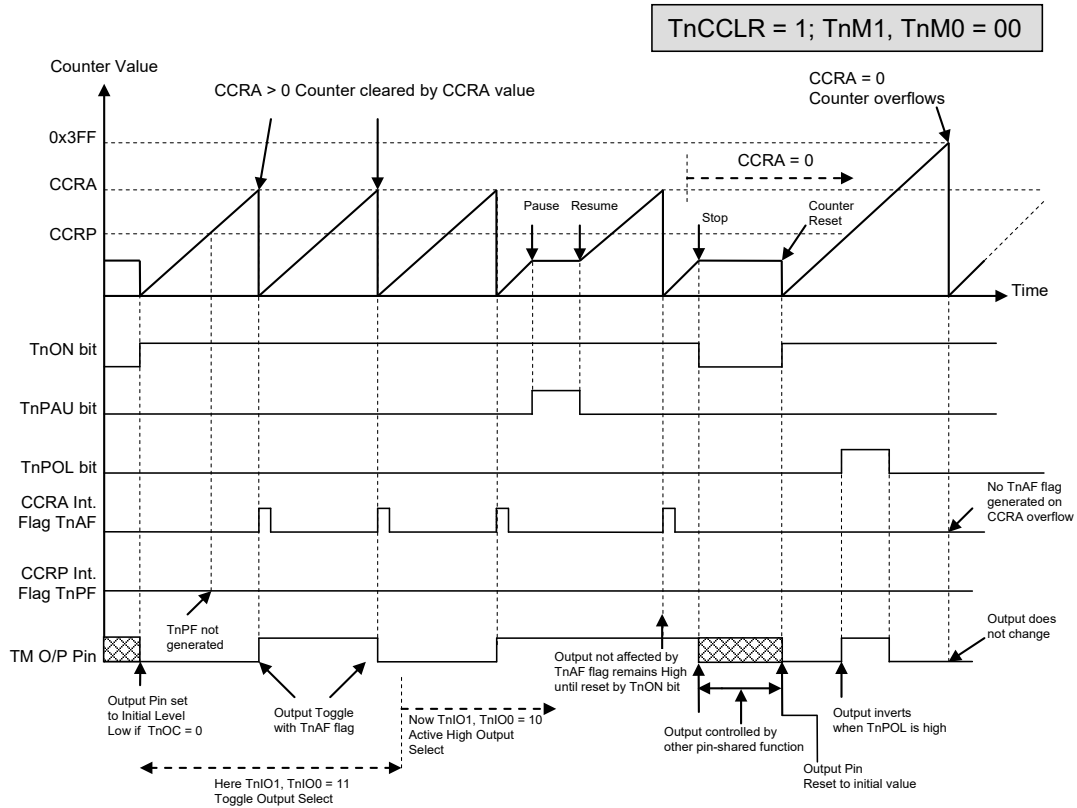 TnCCLR = 1; TnM1, TnM0 = 00
Counter Value
CCRA > 0 Counter cleared by CCRA value
CCRA = 0
Counter overflows
0x3FF
CCRA = 0
CCRA
Pause
Resume
Stop
Counter
Reset
CCRP
Time
TnON bit
TnPAU bit
TnPOL bit
No TnAF flag
generated on
CCRA overflow
CCRA Int.
Flag TnAF
CCRP Int.
Flag TnPF
TnPF not
generated
Output does
not change
TM O/P Pin
Output not affected by
TnAF flag remains High
until reset by TnON bit
Output Pin set
to Initial Level
Low if TnOC = 0
Output Toggle
with TnAF flag
Now TnIO1, TnIO0 = 10
Active High Output
Select
Output controlled by
other pin-shared function
Output inverts
when TnPOL is high
Output Pin
Reset to initial value
Here TnIO1, TnIO0 = 11
Toggle Output Select